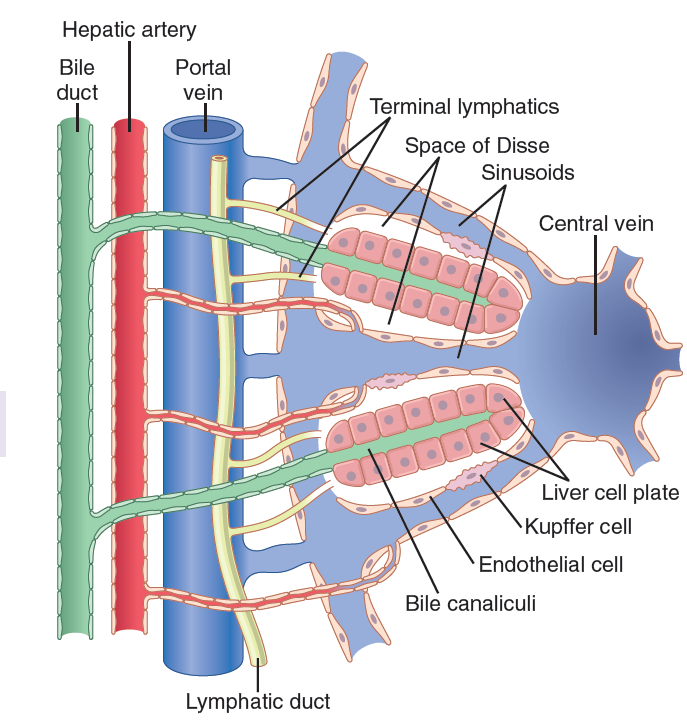 Hepatic artery
Bile
duct
Portal
vein
Terminal lymphatics
Space of Disse
Sinusoids
Central vein
Liver cell plate
Kupffer cell
Endothelial cell
Bile canaliculi
Lymphatic duct